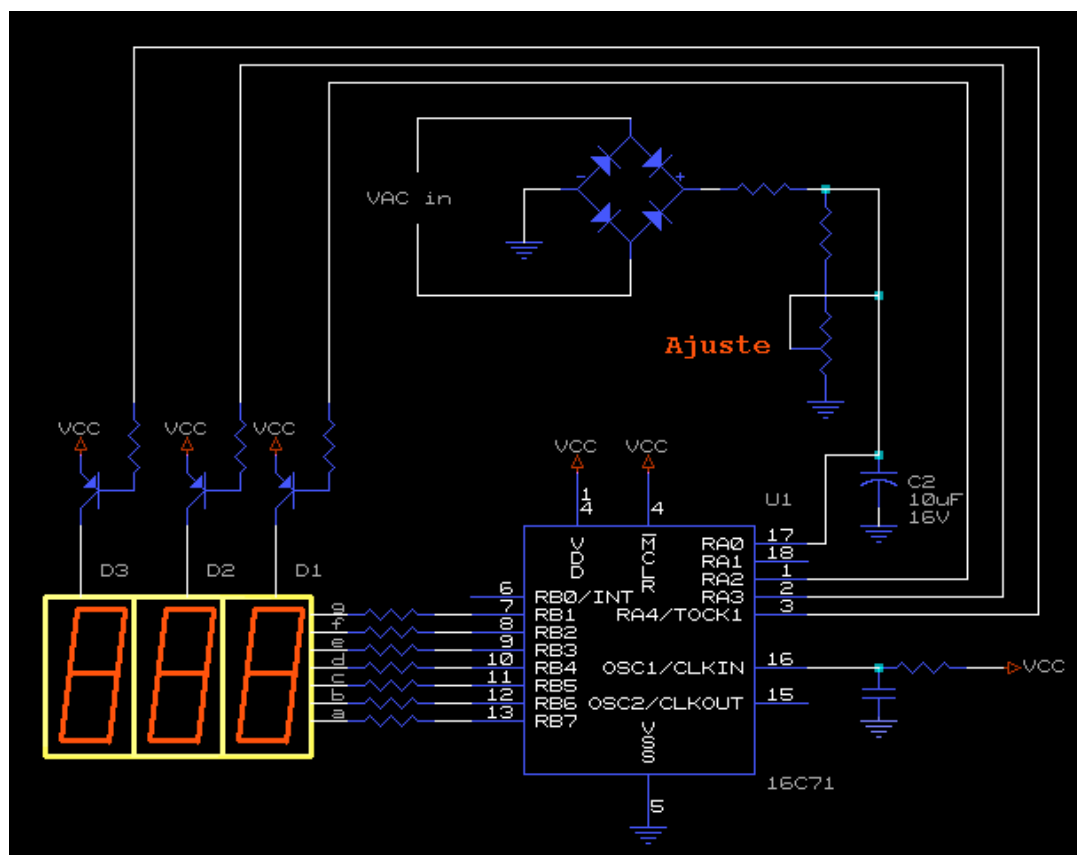 VAC in
-
+
Ajuste
VCC
VCC
VCC
VCC
VCC
1
4
4
U1
C2
10uF
16V
D3
D2
D1
VDD
MCLR
RA0
17
RA1
18
RA2
1
RA3
2
RA4/TOCK1
3
6
RB0/INT
g
7
RB1
f
8
RB2
e
9
RB3
d
10
RB4
OSC1/CLKIN
16
VCC
c
11
RB5
b
12
RB6
OSC2/CLKOUT
15
a
13
RB7
VSS
16C71
5